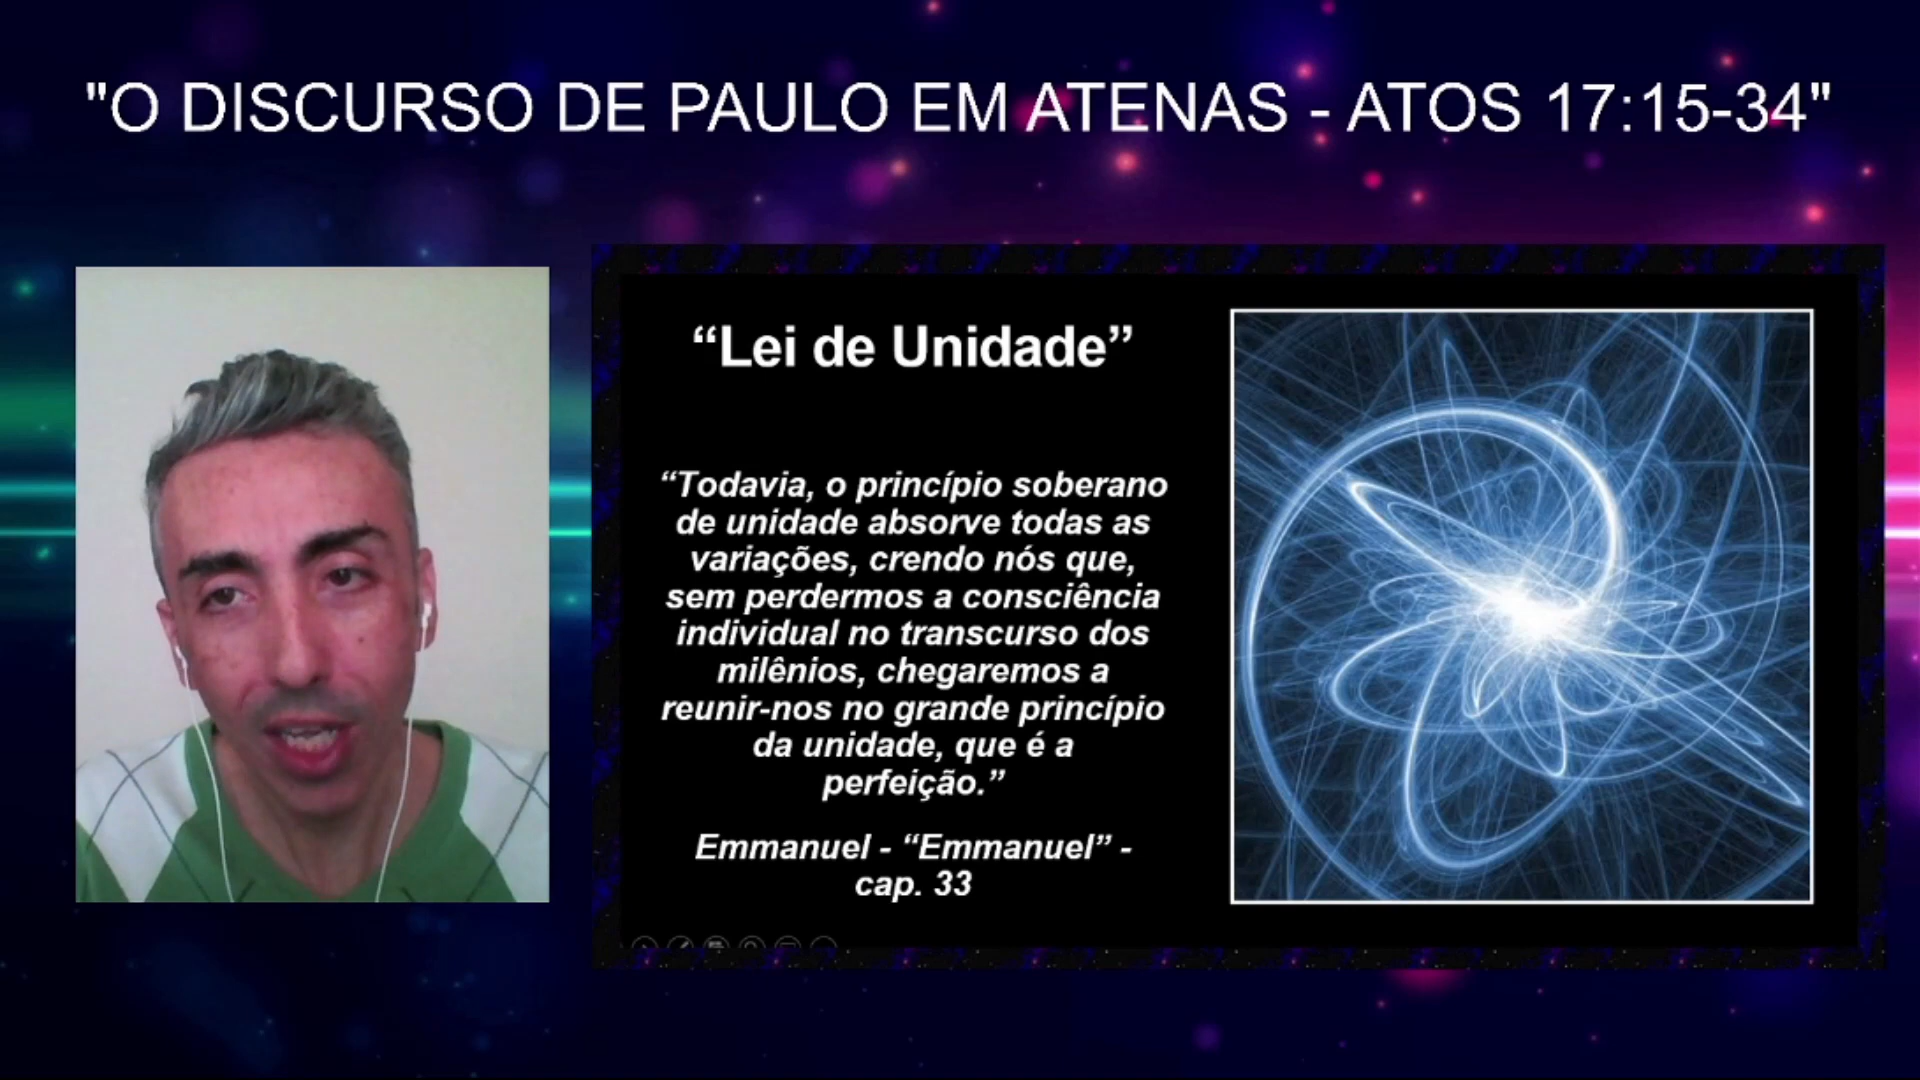 "O DISCURSO DE PAULO EM ATENAS - ATOS 17:15-34"
“Lei de Unidade”
“Todavia, o princípio soberano
de unidade absorve todas as
variações, crendo nós que,
sem perdermos a consciência
individual no transcurso dos
milênios, chegaremos a
reunir-nos no grande princípio
da unidade, que é a
perfeição.”
Emmanuel - “Emmanuel” -
cap. 33